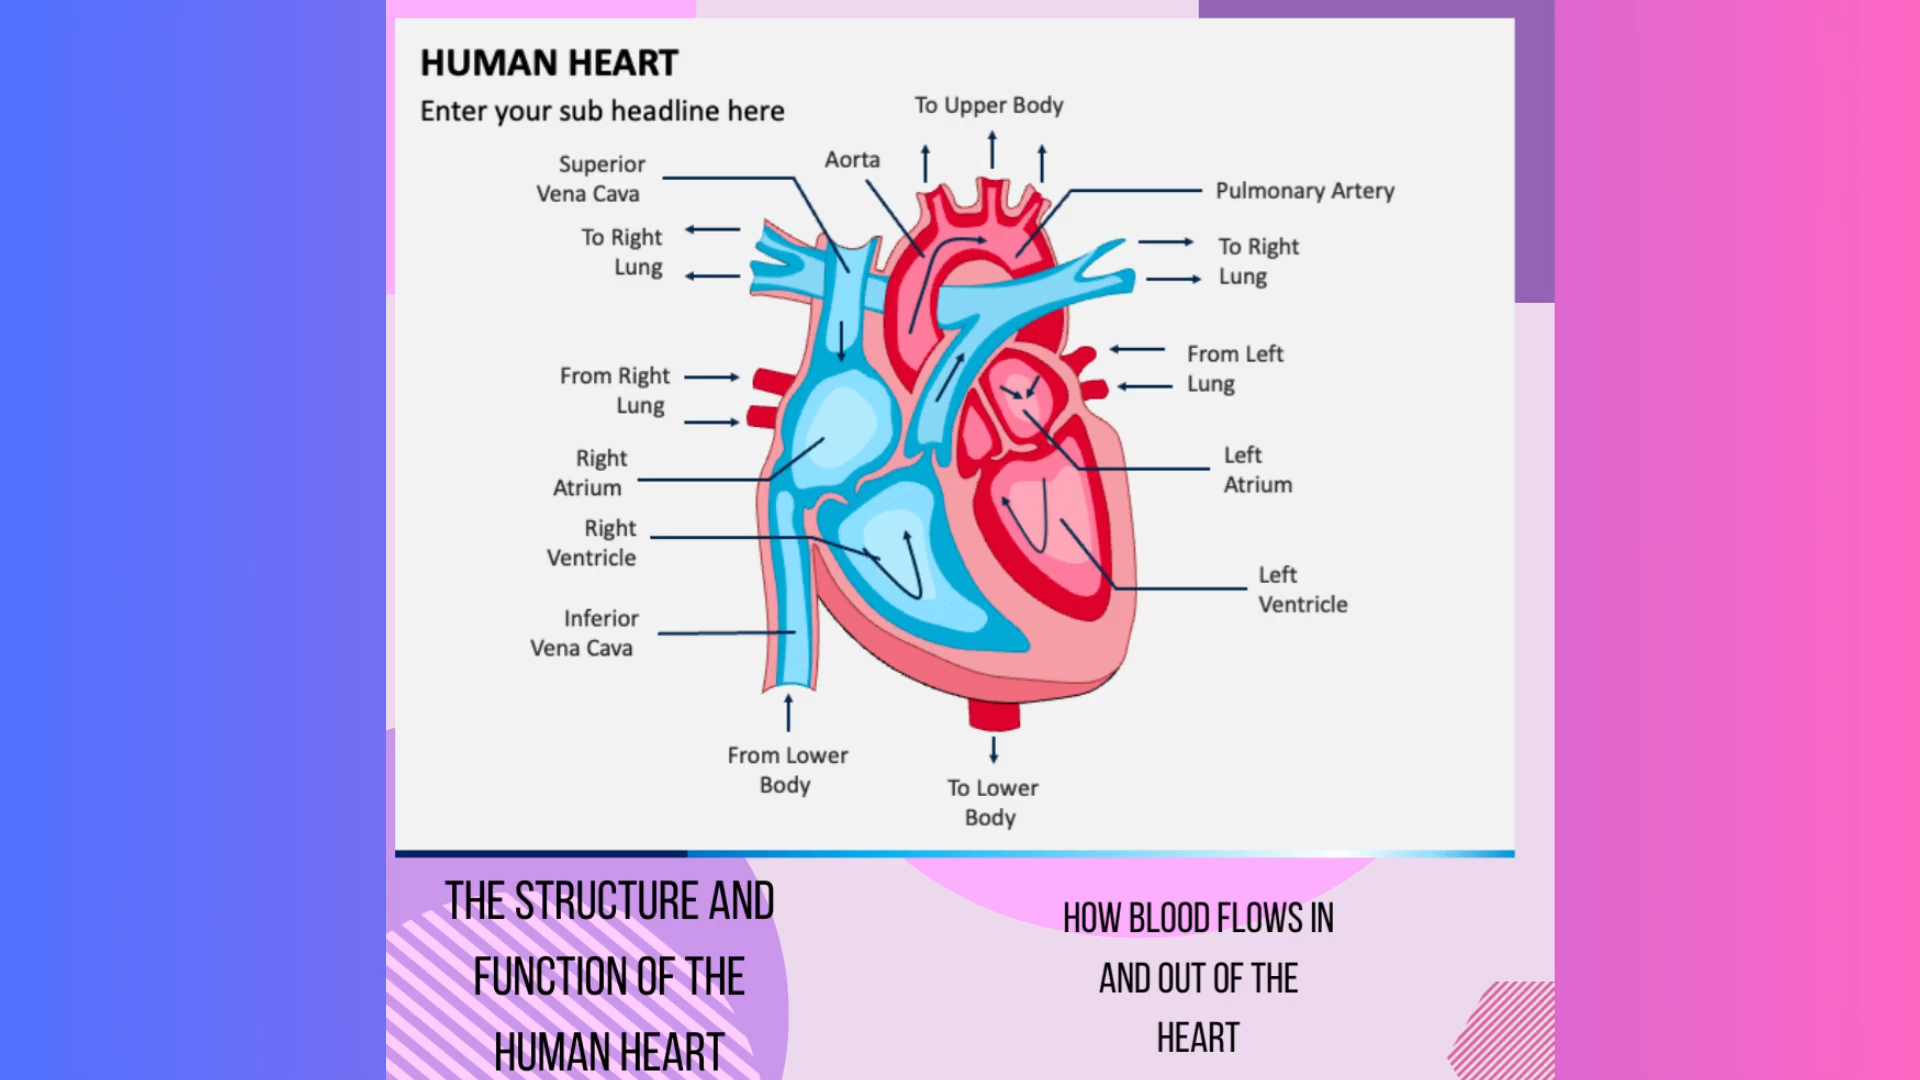 HUMAN HEART
Enter your sub headline here
To Upper Body
Aorta
Superior
Vena Cava
Pulmonary Artery
To Right
Lung
To Right
Lung
From Right
Lung
From Left
Lung
Right
Atrium
Left
Atrium
Right
Ventricle
Left
Ventricle
Inferior
Vena Cava
From Lower
Body
To Lower
Body
THE STRUCTURE AND
FUNCTION OF THE
HUMAN HEART
HOW BLOOD FLOWS IN
AND OUT OF THE
HEART